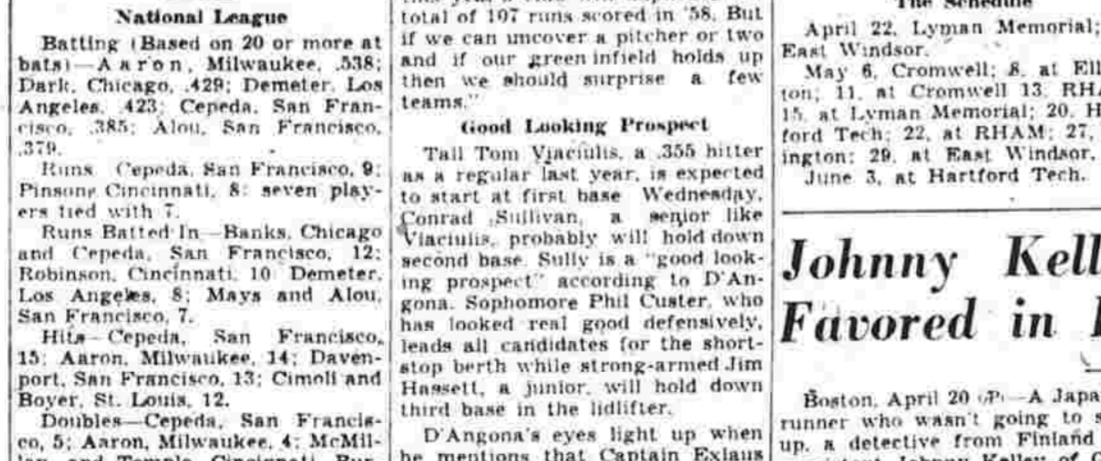 National League
Batting (Based on 20 or more at
bats)—Aaron, Milwaukee, .538;
Dark, Chicago, .429; Demeter, Los
Angeles, .423; Cepeda, San Fran-
cisco, .385; Alou, San Francisco,
.379.
Runs Cepeda, San Francisco, 9;
Pinsone Cincinnati, 8; seven play-
ers tied with 7.
Runs Batted In—Banks, Chicago
and Cepeda, San Francisco, 12;
Robinson, Cincinnati, 10 Demeter,
Los Angeles, 8; Mays and Alou,
San Francisco, 7.
Hits—Cepeda, San Francisco,
15; Aaron, Milwaukee, 14; Daven-
port, San Francisco, 13; Cimoli and
Boyer, St. Louis, 12.
Doubles—Cepeda, San Francis-
co, 5; Aaron, Milwaukee, 4; McMil-
and Temple, Cincinnati
total of 107 runs scored in '58. But
if we can uncover a pitcher or two
and if our green infield holds up
then we should surprise a few
teams."
Good Looking Prospect
Tall Tom Viaciulis, a .355 hitter
as a regular last year, is expected
to start at first base Wednesday.
Conrad Sullivan, a senior like
Viaciulis, probably will hold down
second base. Sully is a "good look-
ing prospect" according to D'An-
gona. Sophomore Phil Custer, who
has looked real good defensively,
leads all candidates for the short-
stop berth while strong-armed Jim
Hassett, a junior, will hold down
third base in the lidlifter.
D'Angona's eyes light up when
he mentions that Captain Exlaus
The Schedule
April 22, Lyman Memorial;
East Windsor.
May 6, Cromwell; 8, at Ell
ton; 11, at Cromwell 13, RHA
15, at Lyman Memorial; 20, H
ford Tech; 22, at RHAM; 27,
ington; 29, at East Windsor.
June 3, at Hartford Tech.
Johnny Kell
Favored in
Boston, April 20 (P)—A Japa
runner who wasn't going to s
up, a detective from Finland
Johnny Kelley of